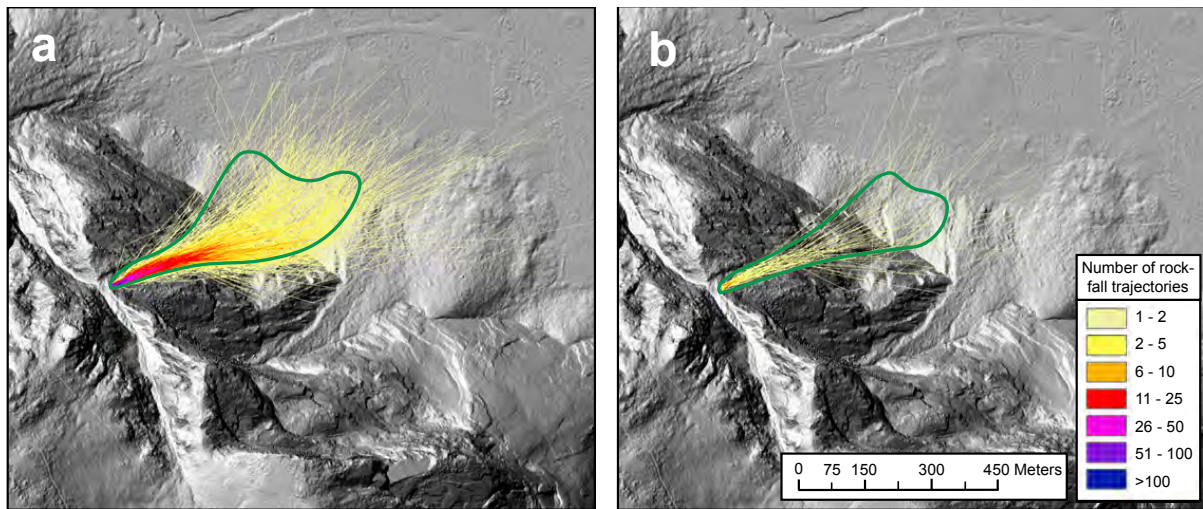 a
b
Number of rock-
fall trajectories
1 - 2
2 - 5
6 - 10
11 - 25
26 - 50
51 - 100
>100
0 75 150 300 450 Meters